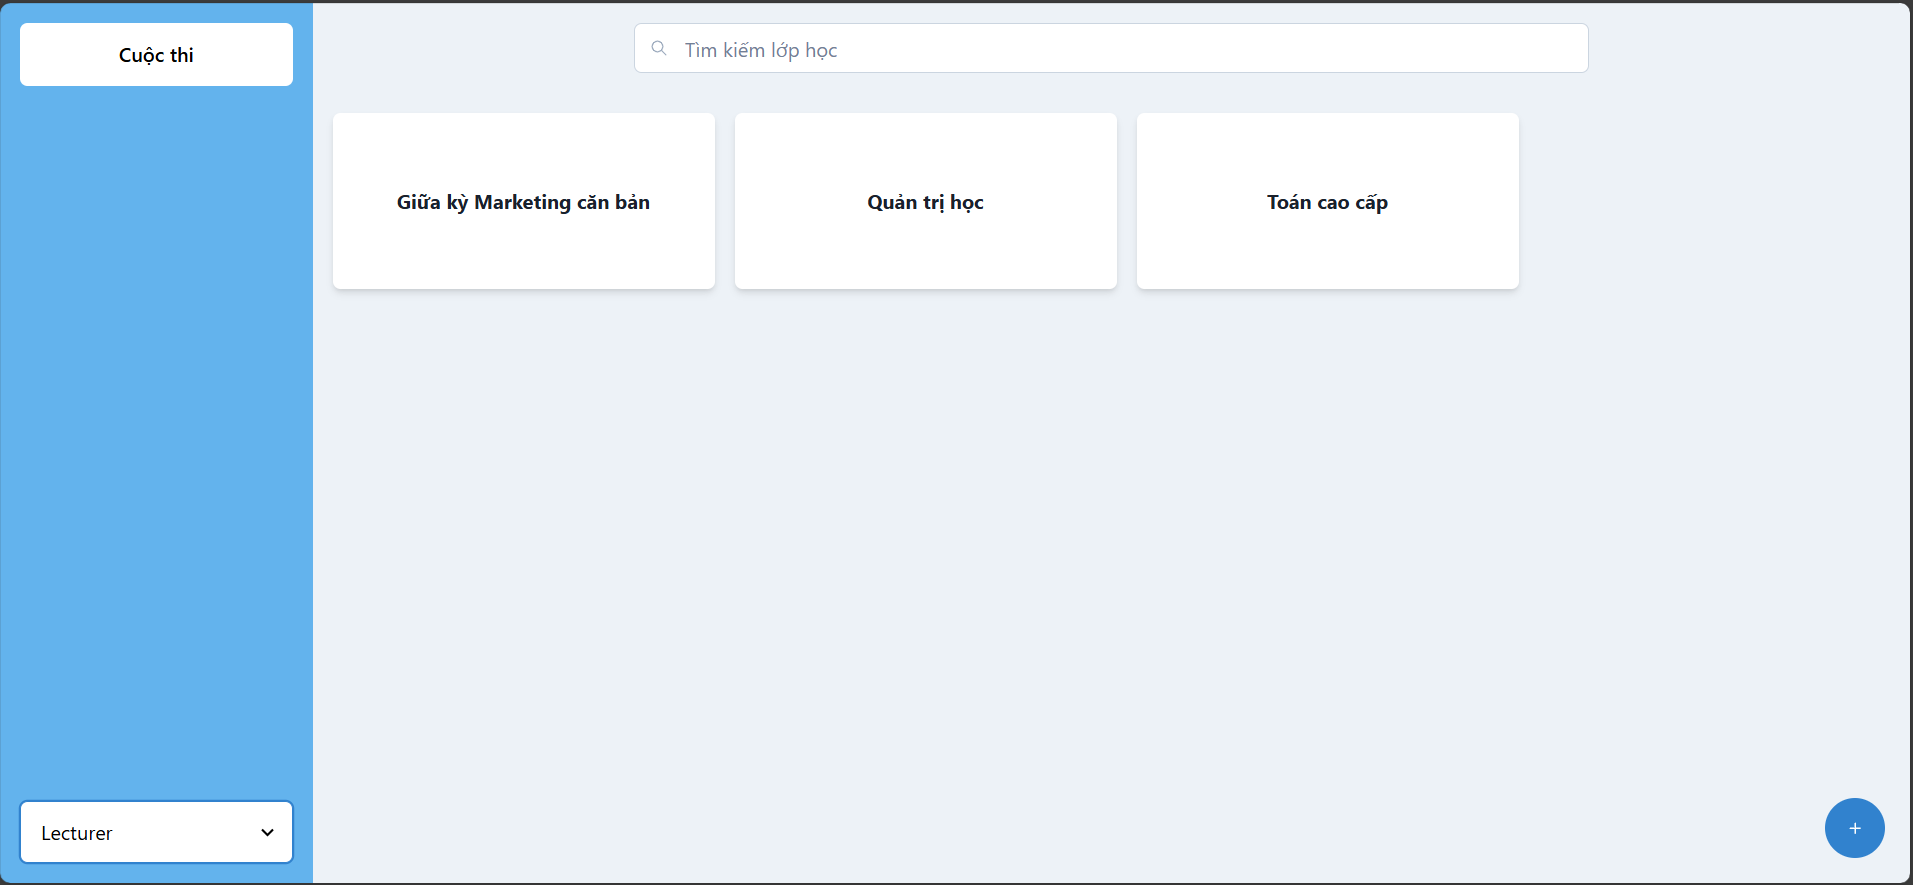 Cuộc thi
Tìm kiếm lớp học
Giữa kỳ Marketing căn bản
Quản trị học
Toán cao cấp
Lecturer
+